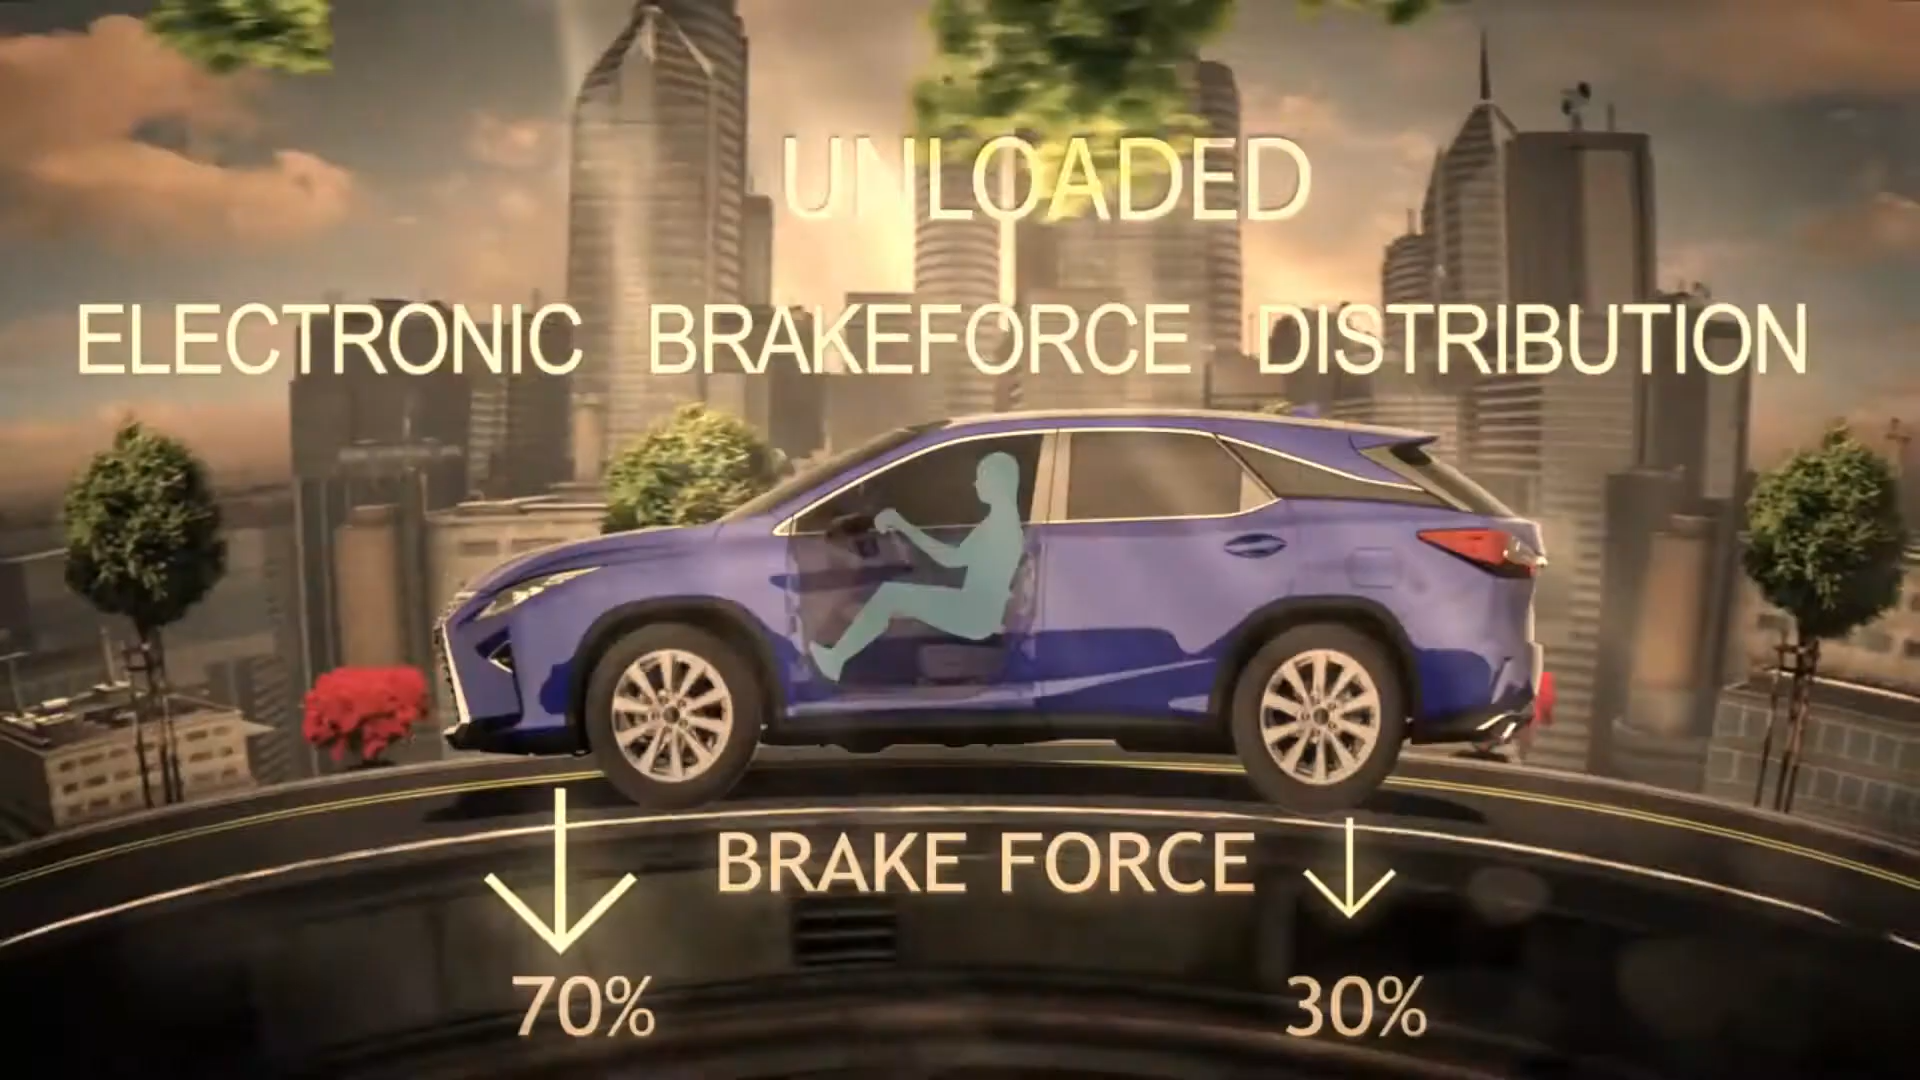 UNLOADED
ELECTRONIC BRAKEFORCE DISTRIBUTION
BRAKE FORCE
70% 30%